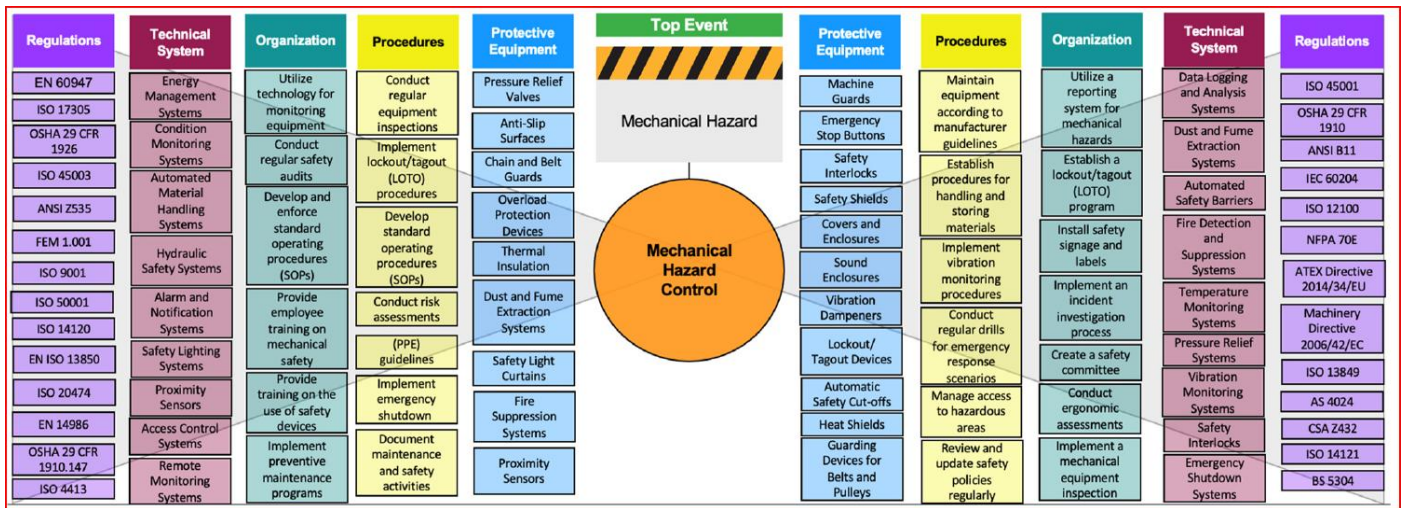 Regulations
EN 60947
ISO 17305
OSHA 29 CFR
1926
ISO 45003
ANSI Z535
FEM 1.001
ISO 9001
ISO 50001
ISO 14120
EN ISO 13850
ISO 20474
EN 14986
OSHA 29 CFR
1910.147
ISO 4413
Technical
System
Energy
Management
Systems
Condition
Monitoring
Systems
Automated
Material
Handling
Systems
Hydraulic
Safety Systems
Alarm and
Notification
Systems
Safety Lighting
Systems
Proximity
Sensors
Access Control
Systems
Remote
Monitoring
Systems
Organization
Utilize
technology for
monitoring
equipment
Conduct
regular safety
audits
Develop and
enforce
standard
operating
procedures
(SOPs)
Provide
employee
training on
mechanical
safety
Provide
training on the
use of safety
devices
Implement
preventive
maintenance
programs
Procedures
Conduct
regular
equipment
inspections
Implement
lockout/tagout
(LOTO)
procedures
Develop
standard
operating
procedures
(SOPs)
Conduct risk
assessments
(PPE)
guidelines
Implement
emergency
shutdown
Document
maintenance
and safety
activities
Protective
Equipment
Pressure Relief
Valves
Anti-Slip
Surfaces
Chain and Belt
Guards
Overload
Protection
Devices
Thermal
Insulation
Dust and Fume
Extraction
Systems
Safety Light
Curtains
Fire
Suppression
Systems
Proximity
Sensors
Top Event
Mechanical Hazard
Mechanical
Hazard
Control
Protective
Equipment
Machine
Guards
Emergency
Stop Buttons
Safety
Interlocks
Safety Shields
Covers and
Enclosures
Sound
Enclosures
Vibration
Dampeners
Lockout/
Tagout Devices
Automatic
Safety Cut-offs
Heat Shields
Guarding
Devices for
Belts and
Pulleys
Procedures
Maintain
equipment
according to
manufacturer
guidelines
Establish
procedures for
handling and
storing
materials
Implement
vibration
monitoring
procedures
Conduct
regular drills
for emergency
response
scenarios
Manage access
to hazardous
areas
Review and
update safety
policies
regularly
Organization
Utilize a
reporting
system for
mechanical
hazards
Establish a
lockout/tagout
(LOTO)
program
Install safety
signage and
labels
Implement an
incident
investigation
process
Create a safety
committee
Conduct
ergonomic
assessments
Implement a
mechanical
equipment
inspection
Technical
System
Data Logging
and Analysis
Systems
Dust and Fume
Extraction
Systems
Automated
Safety Barriers
Fire Detection
and
Suppression
Systems
Temperature
Monitoring
Systems
Pressure Relief
Systems
Vibration
Monitoring
Systems
Safety
Interlocks
Emergency
Shutdown
Systems
Regulations
ISO 45001
OSHA 29 CFR
1910
ANSI B11
IEC 60204
ISO 12100
NFPA 70E
ATEX Directive
2014/34/EU
Machinery
Directive
2006/42/EC
ISO 13849
AS 4024
CSA Z432
ISO 14121
BS 5304